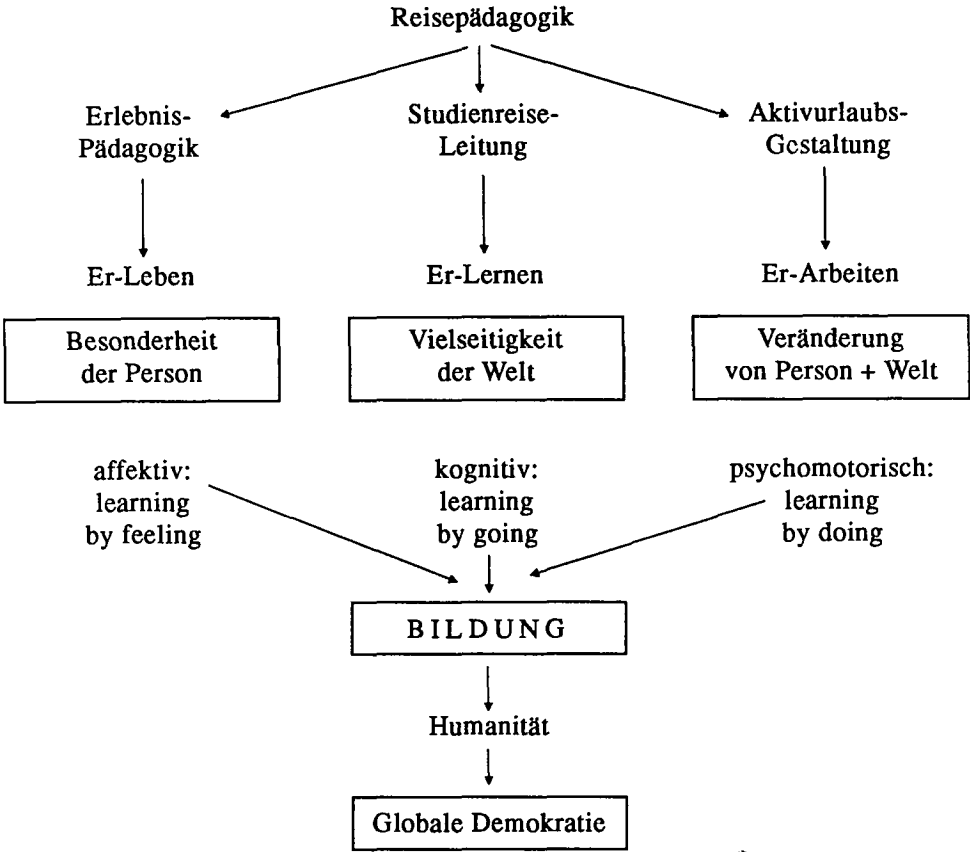 Reisepädagogik
Erlebnis-
Pädagogik
Studienreise-
Leitung
Aktivurlaubs-
Gestaltung
Er-Leben
Er-Lernen
Er-Arbeiten
Besonderheit
der Person
Vielseitigkeit
der Welt
Veränderung
von Person + Welt
affektiv:
learning
by feeling
kognitiv:
learning
by going
psychomotorisch:
learning
by doing
BILDUNG
Humanität
Globale Demokratie